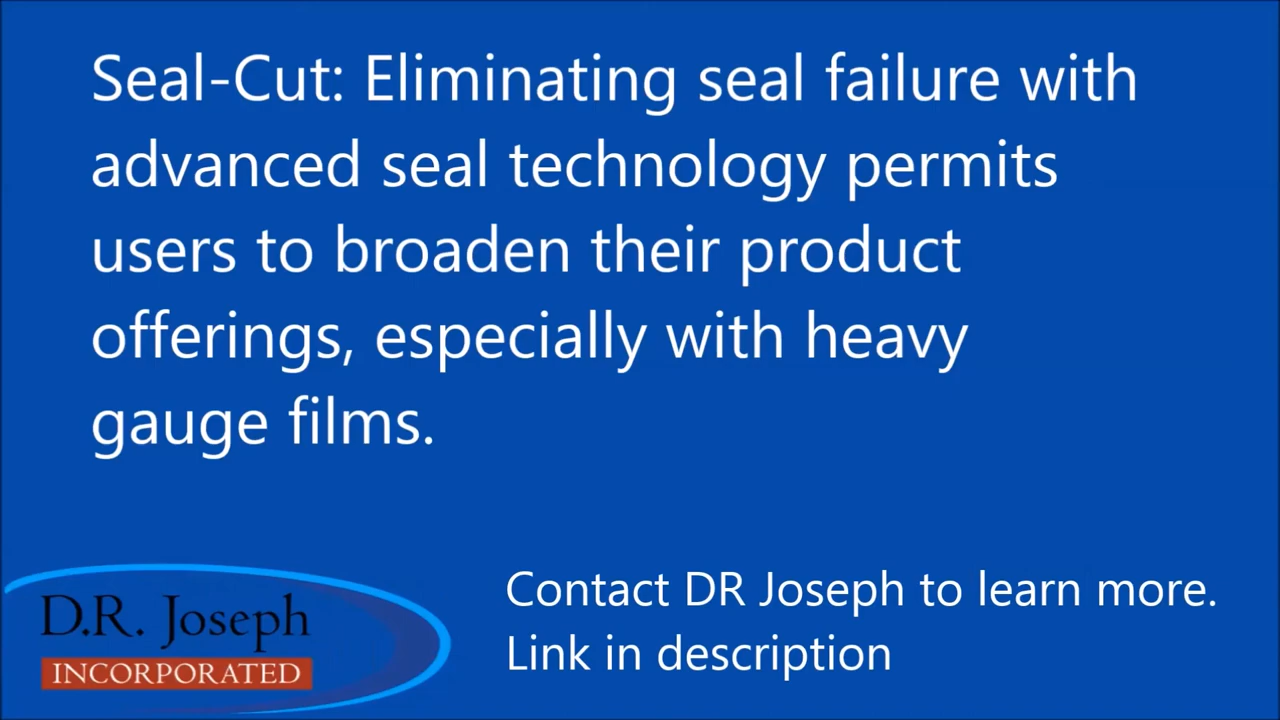 Seal-Cut: Eliminating seal failure with
advanced seal technology permits
users to broaden their product
offerings, especially with heavy
gauge films.
D.R. Joseph
INCORPORATED
Contact DR Joseph to learn more.
Link in description